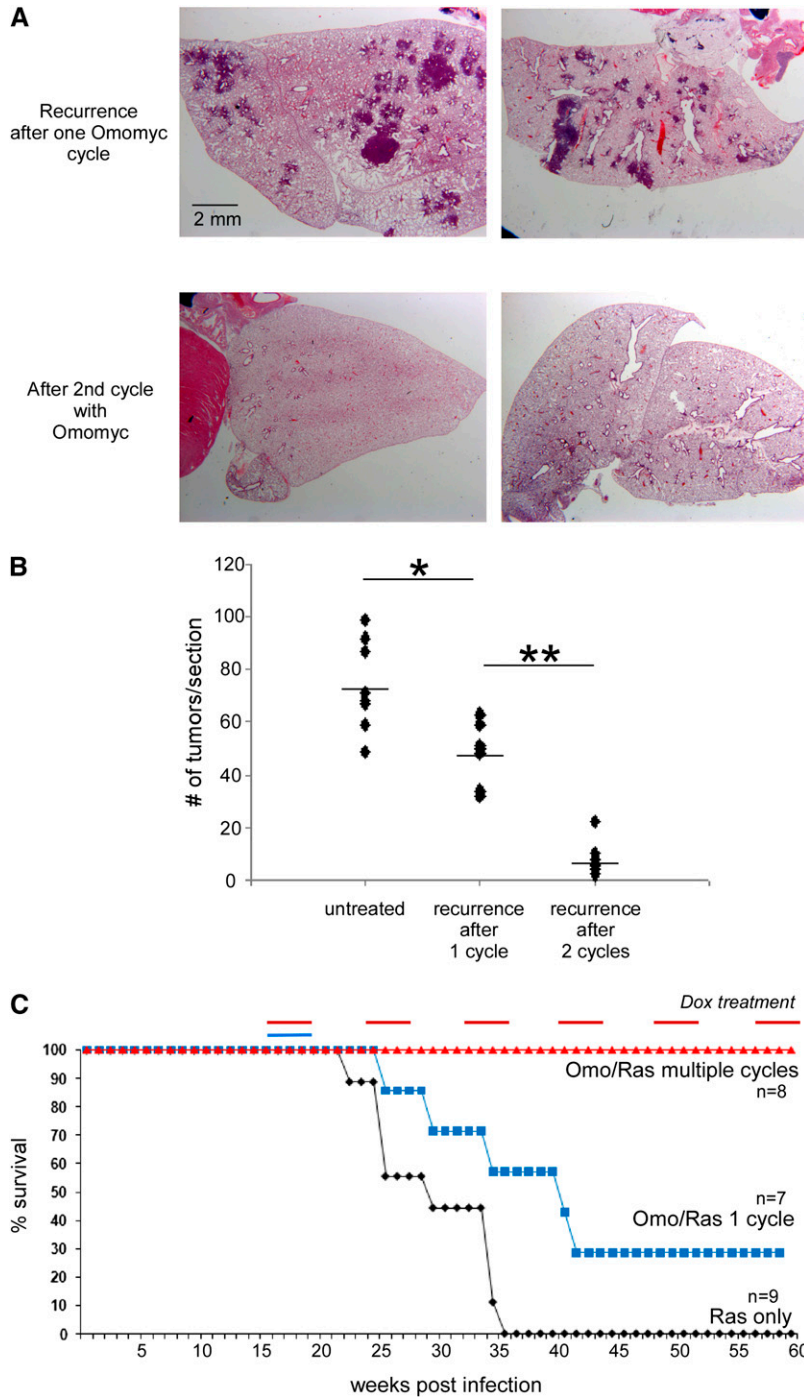 A
Recurrence
after one Omomyc
cycle
2 mm
After 2nd cycle
with
Omomyc
B
# of tumors/section
120
100
80
60
40
20
0
*
**
untreated
recurrence
after
1 cycle
recurrence
after
2 cycles
C
Dox treatment
% survival
100
90
80
70
60
50
40
30
20
10
0
Omo/Ras multiple cycles
n=8
n=7
Omo/Ras 1 cycle
n=9
Ras only
5 10 15 20 25 30 35 40 45 50 55 60
weeks post infection